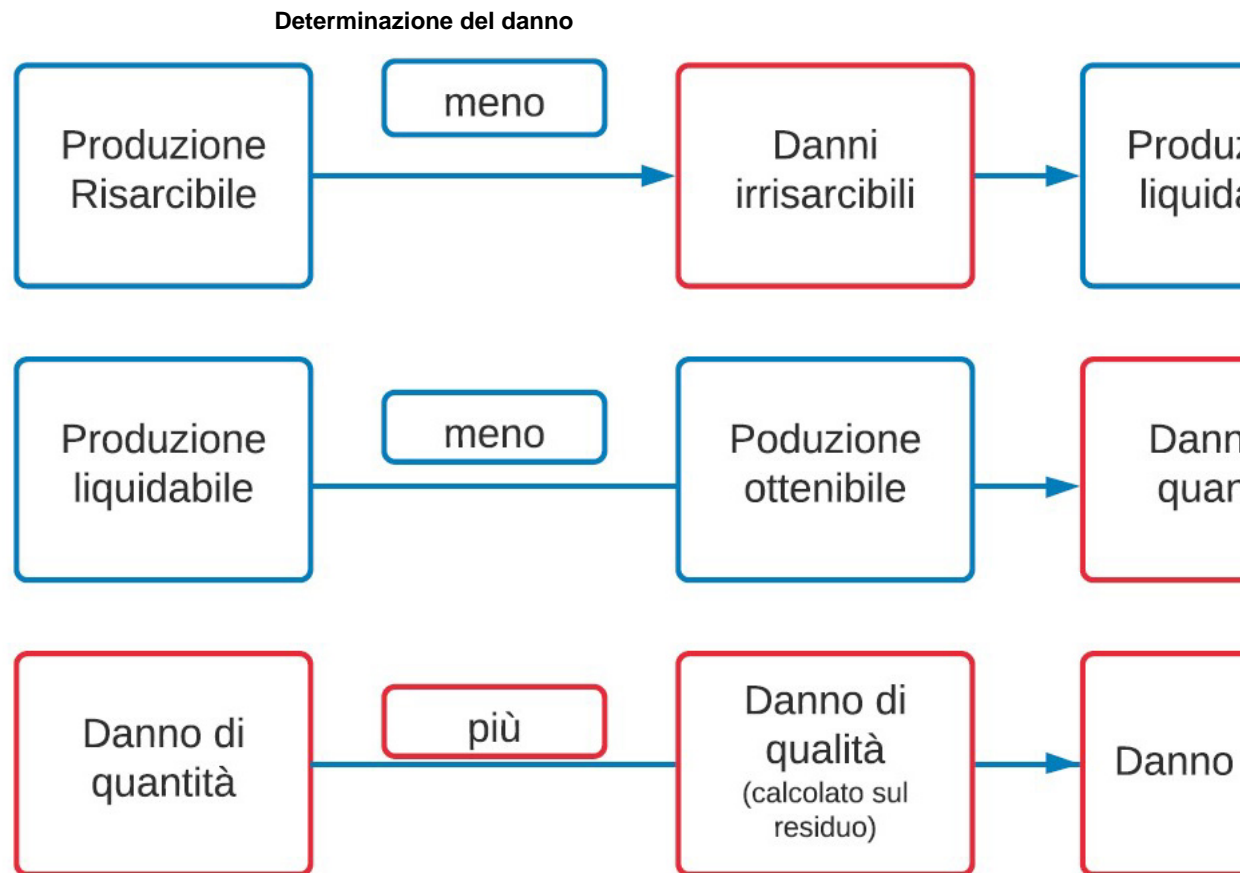 Determinazione del danno
Produzione
Risarcibile
meno
Danni
irrisarcibili
Produz
liquida
Produzione
liquidabile
meno
Poduzione
ottenibile
Dann
quan
Danno di
quantità
più
Danno di
qualità
(calcolato sul
residuo)
Danno